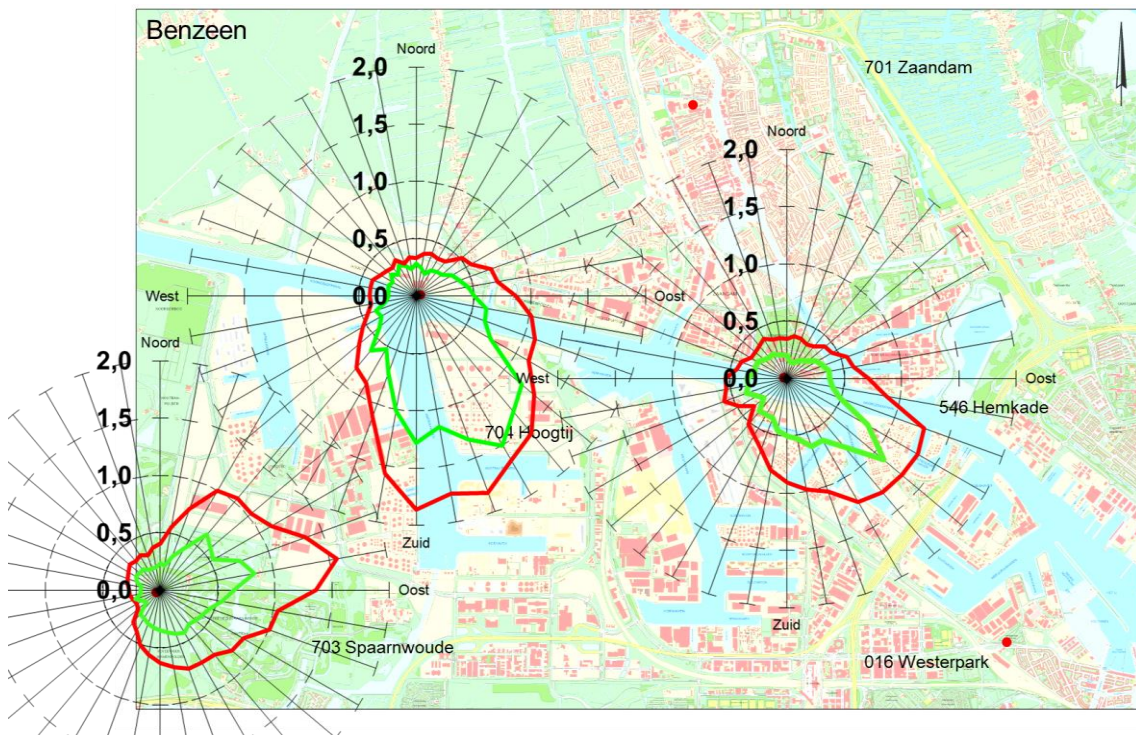 Benzeen
Noord
2,0
1,5
1,0
0,5
0,0
West
Oost
Zuid
704 Hoogtij
701 Zaandam
Noord
2,0
1,5
1,0
0,5
0,0
West
Oost
Zuid
546 Hemkade
Noord
2,0
1,5
1,0
0,5
0,0
Oost
703 Spaarnwoude
016 Westerpark